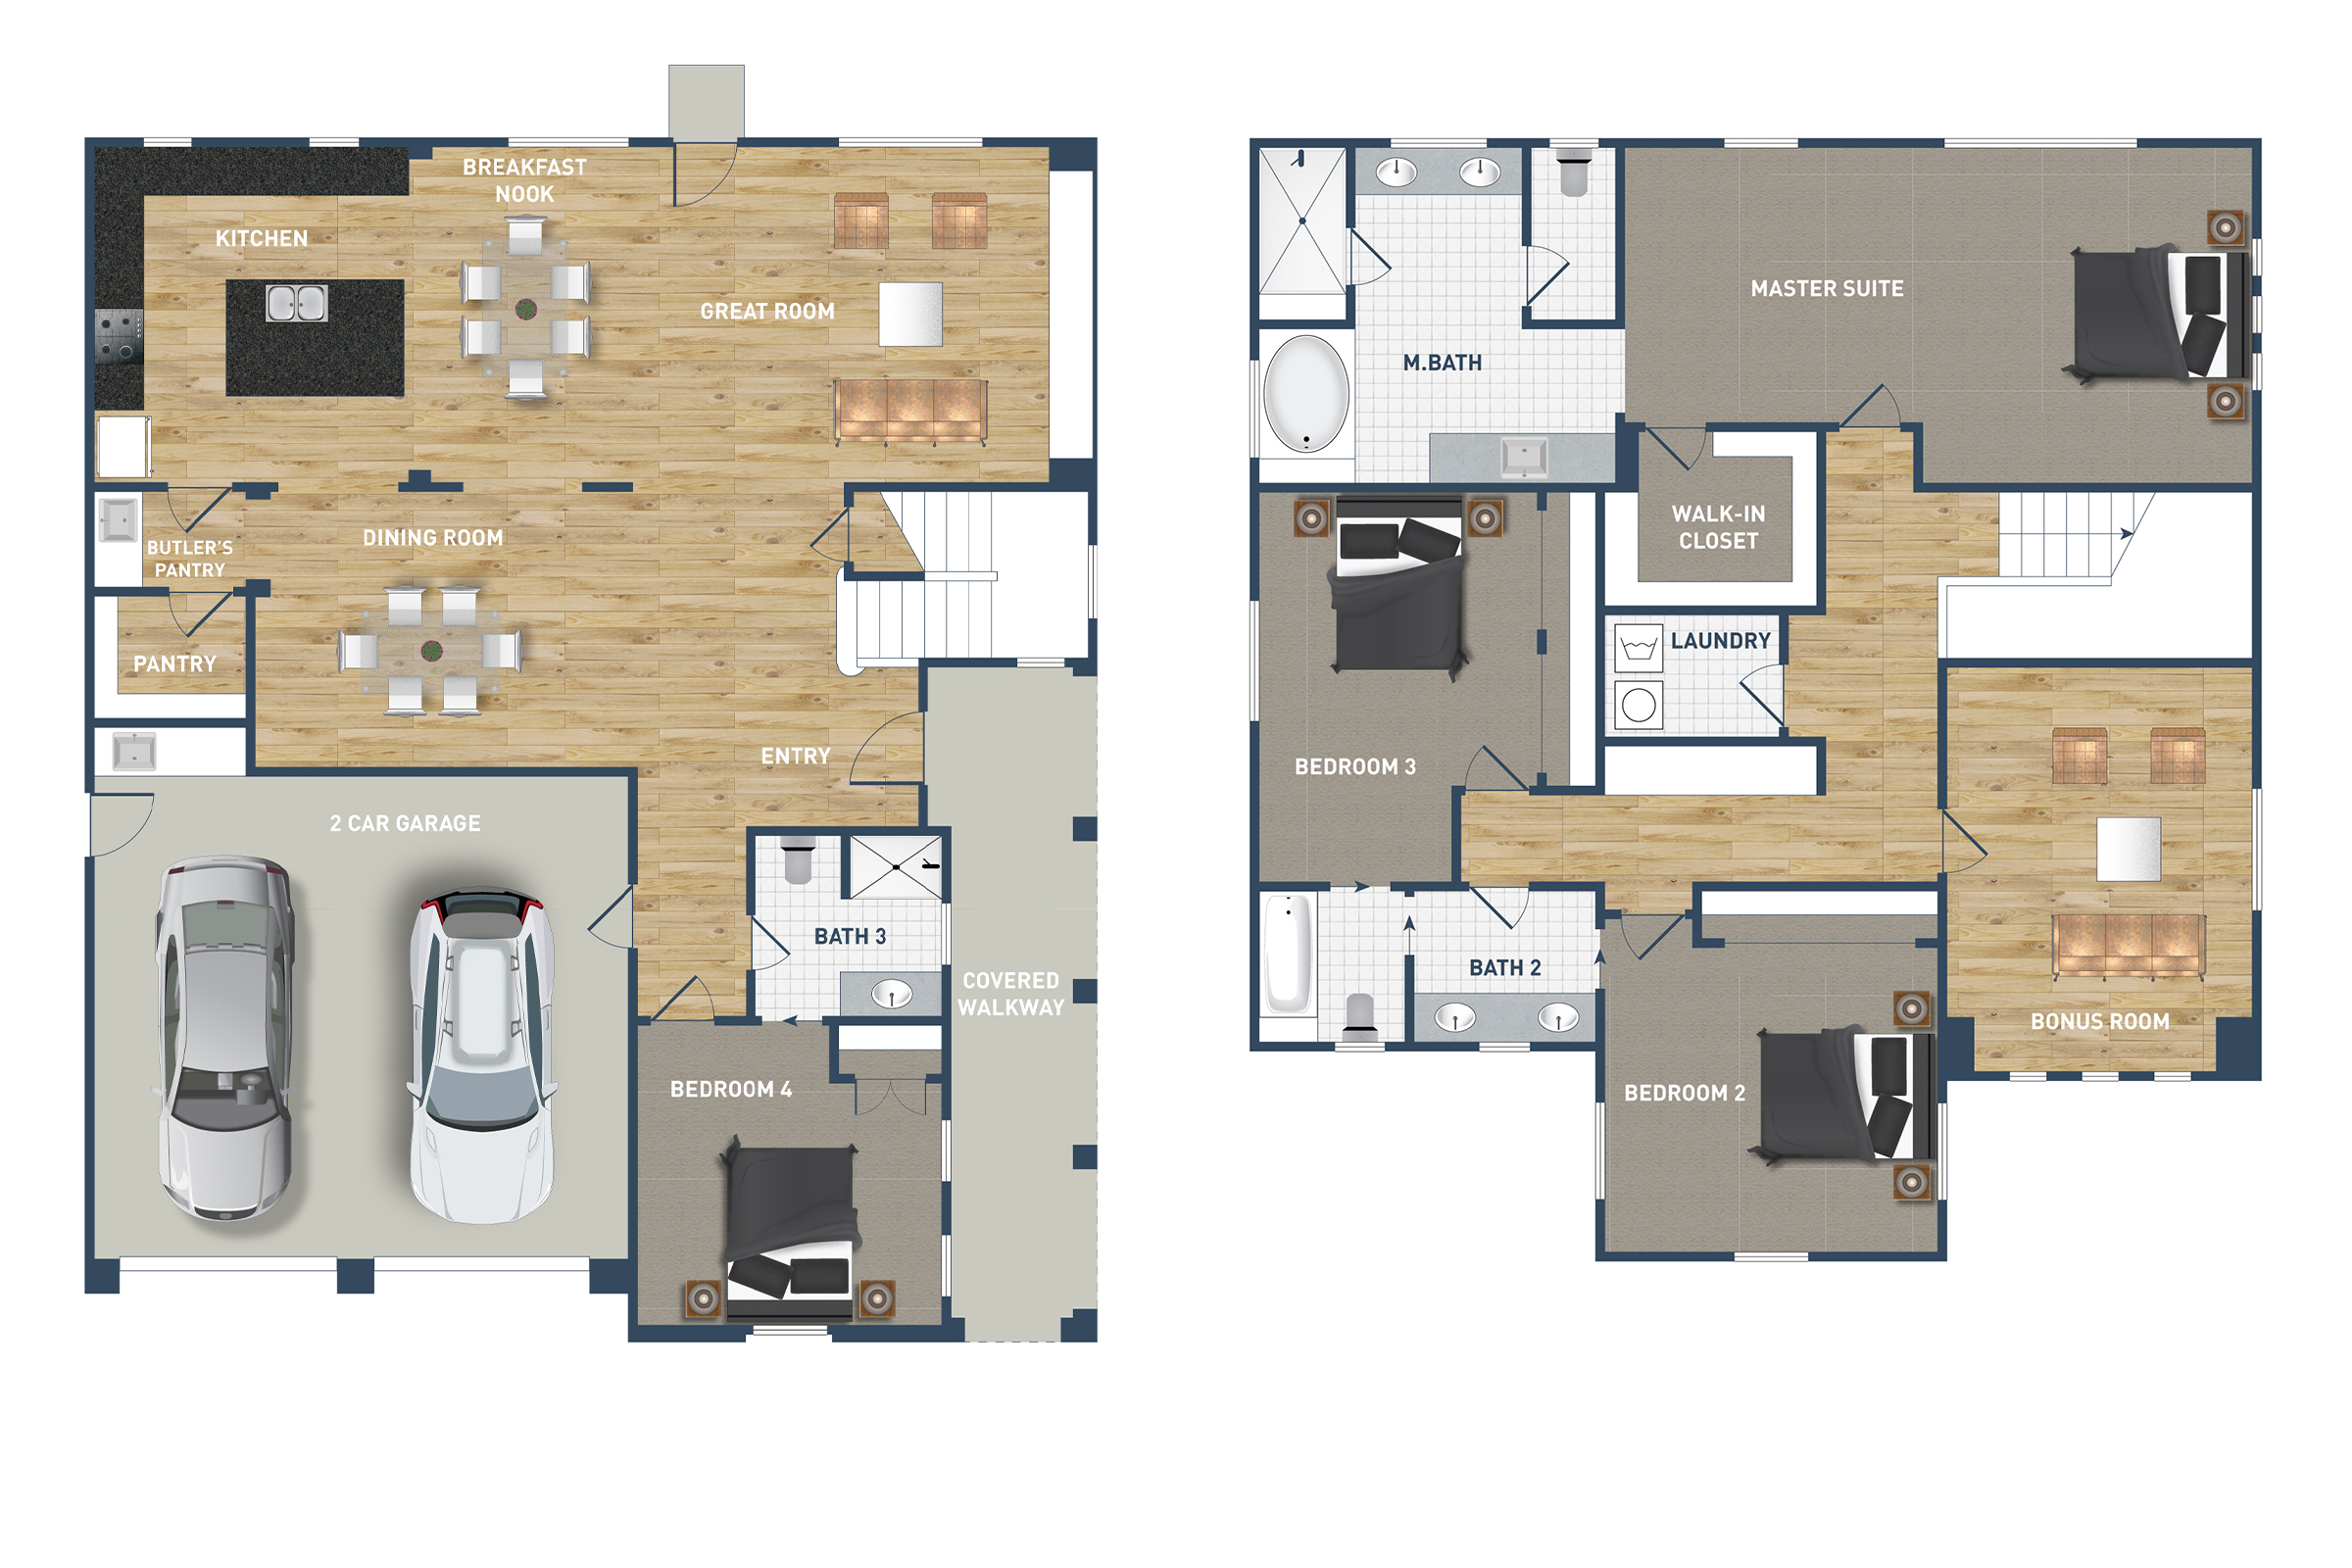 BREAKFAST
NOOK
KITCHEN
GREAT ROOM
DINING ROOM
BUTLER'S
PANTRY
PANTRY
ENTRY
2 CAR GARAGE
BATH 3
COVERED
WALKWAY
BEDROOM 4
MASTER SUITE
M.BATH
WALK-IN
CLOSET
LAUNDRY
BEDROOM 3
BATH 2
BONUS ROOM
BEDROOM 2